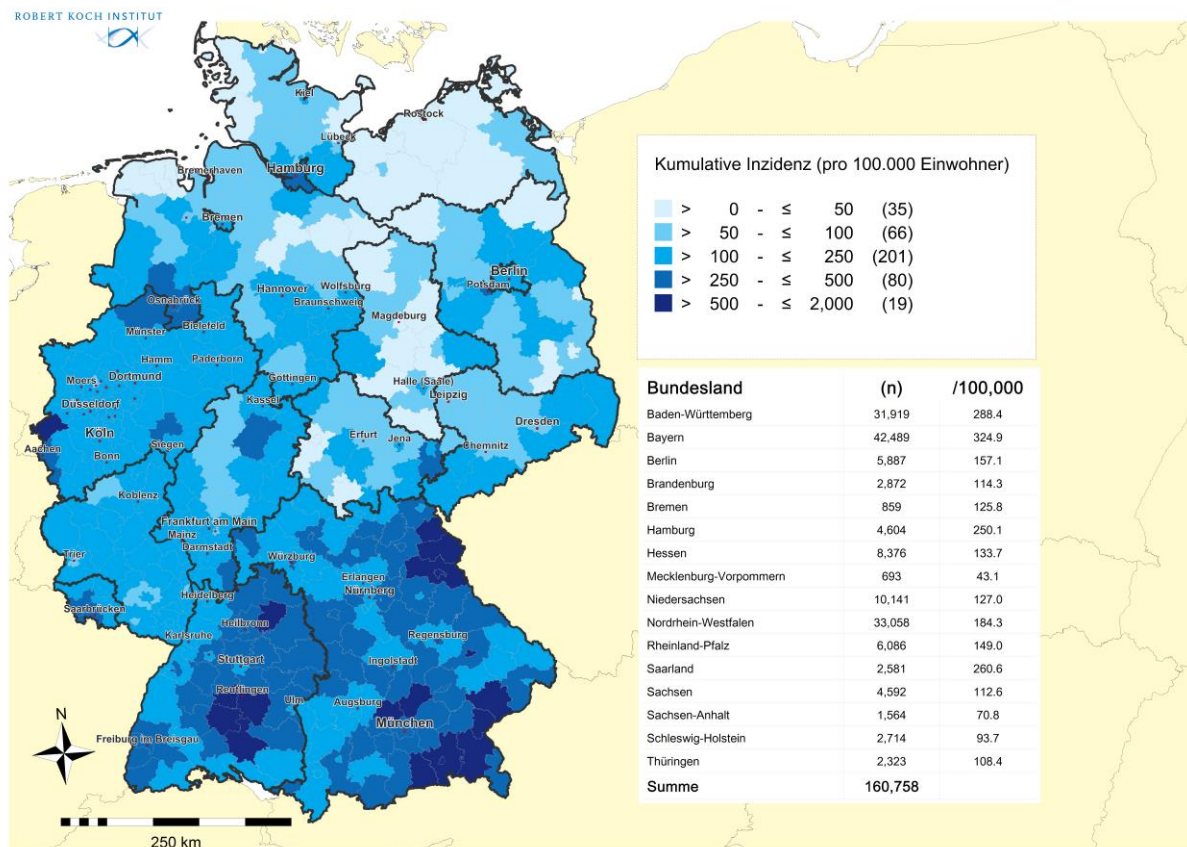 ROBERT KOCH INSTITUT
Kiel
Rostock
Lübeck
Hamburg
Bremerhaven
Bremen
Berlin
Potsdam
Hannover
Wolfsburg
Braunschweig
Osnabrück
Magdeburg
Bielefeld
Münster
Hamm
Paderborn
Göttingen
Halle (Saale)
Leipzig
Moers
Dortmund
Kassel
Düsseldorf
Dresden
Köln
Siegen
Erfurt
Jena
Chemnitz
Aachen
Bonn
Koblenz
Frankfurt am Main
Mainz
Darmstadt
Würzburg
Trier
Erlangen
Nürnberg
Heidelberg
Saarbrücken
Heilbronn
Karlsruhe
Regensburg
Stuttgart
Ingolstadt
Reutlingen
Ulm
Augsburg
München
Freiburg im Breisgau
N
250 km
Kumulative Inzidenz (pro 100.000 Einwohner)
> 0 - ≤ 50 (35)
> 50 - ≤ 100 (66)
> 100 - ≤ 250 (201)
> 250 - ≤ 500 (80)
> 500 - ≤ 2,000 (19)
Bundesland (n) /100,000
Baden-Württemberg 31,919 288.4
Bayern 42,489 324.9
Berlin 5,887 157.1
Brandenburg 2,872 114.3
Bremen 859 125.8
Hamburg 4,604 250.1
Hessen 8,376 133.7
Mecklenburg-Vorpommern 693 43.1
Niedersachsen 10,141 127.0
Nordrhein-Westfalen 33,058 184.3
Rheinland-Pfalz 6,086 149.0
Saarland 2,581 260.6
Sachsen 4,592 112.6
Sachsen-Anhalt 1,564 70.8
Schleswig-Holstein 2,714 93.7
Thüringen 2,323 108.4
Summe 160,758